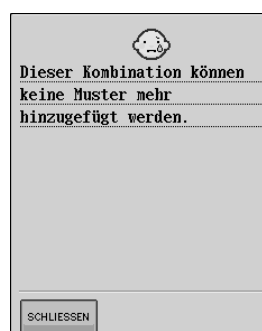 Dieser Kombination können
keine Muster mehr
hinzugefügt werden.
SCHLIESSEN